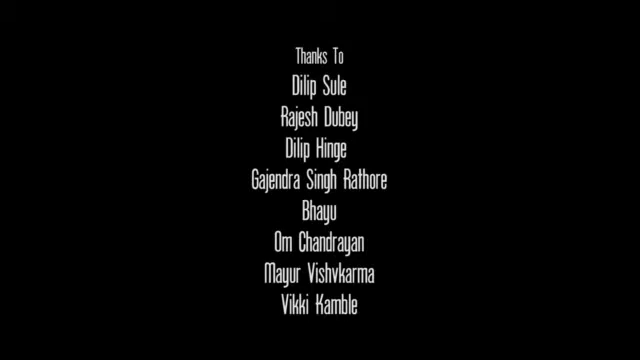 Thanks To
Dilip Sule
Rajesh Dubey
Dilip Hinge
Gajendra Singh Rathore
Bhayu
Om Chandrayan
Mayur Vishvkarma
Vikki Kamble